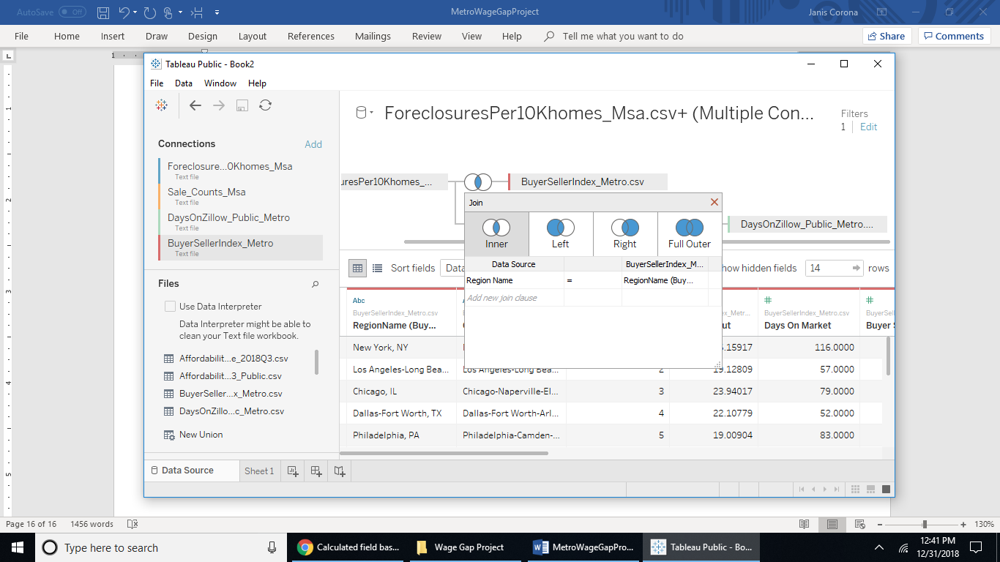 AutoSave Off
MetroWageGapProject
Janis Corona
File Home Insert Draw Design Layout References Mailings Review View Help Tell me what you want to do Share Comments
1
Tableau Public - Book2
File Data Window Help
ForeclosuresPer10Khomes_Msa.csv+ (Multiple Con...
Filters
1 Edit
Connections Add
Foreclosure...0Khomes_Msa
Text file
Sale_Counts_Msa
Text file
DaysOnZillow_Public_Metro
Text file
BuyerSellerIndex_Metro
Text file
uresPer10Khomes_...
BuyerSellerIndex_Metro.csv
DaysOnZillow_Public_Metro....
Join
Inner Left Right Full Outer
Data Source BuyerSellerIndex_M...
Region Name = RegionName (Buy...
Add new join clause
Files
Use Data Interpreter
Data Interpreter might be able to
clean your Text file workbook.
Affordabilit...e_2018Q3.csv
Affordabilit...3_Public.csv
BuyerSeller...x_Metro.csv
DaysOnZillo...c_Metro.csv
New Union
Sort fields Data
how hidden fields 14 rows
Abc
BuyerSellerIndex_Metro.csv
RegionName (Buy...
x_Metr...
ut
BuyerSellerIndex_Metro.csv
Days On Market
BuyerSelle
Buyer S
New York, NY .15917 116.0000
Los Angeles-Long Bea... Los Angeles-Long Bea... 2 19.12809 57.0000
Chicago, IL Chicago-Naperville-El... 3 23.94017 79.0000
Dallas-Fort Worth, TX Dallas-Fort Worth-Arl... 4 22.10779 52.0000
Philadelphia, PA Philadelphia-Camden-... 5 19.00904 83.0000
Data Source Sheet 1
1
2
3
4
5
Page 16 of 16 1456 words
130%
Type here to search
Calculated field bas...
Wage Gap Project
MetroWageGapPro...
Tableau Public - Bo...
12:41 PM
12/31/2018